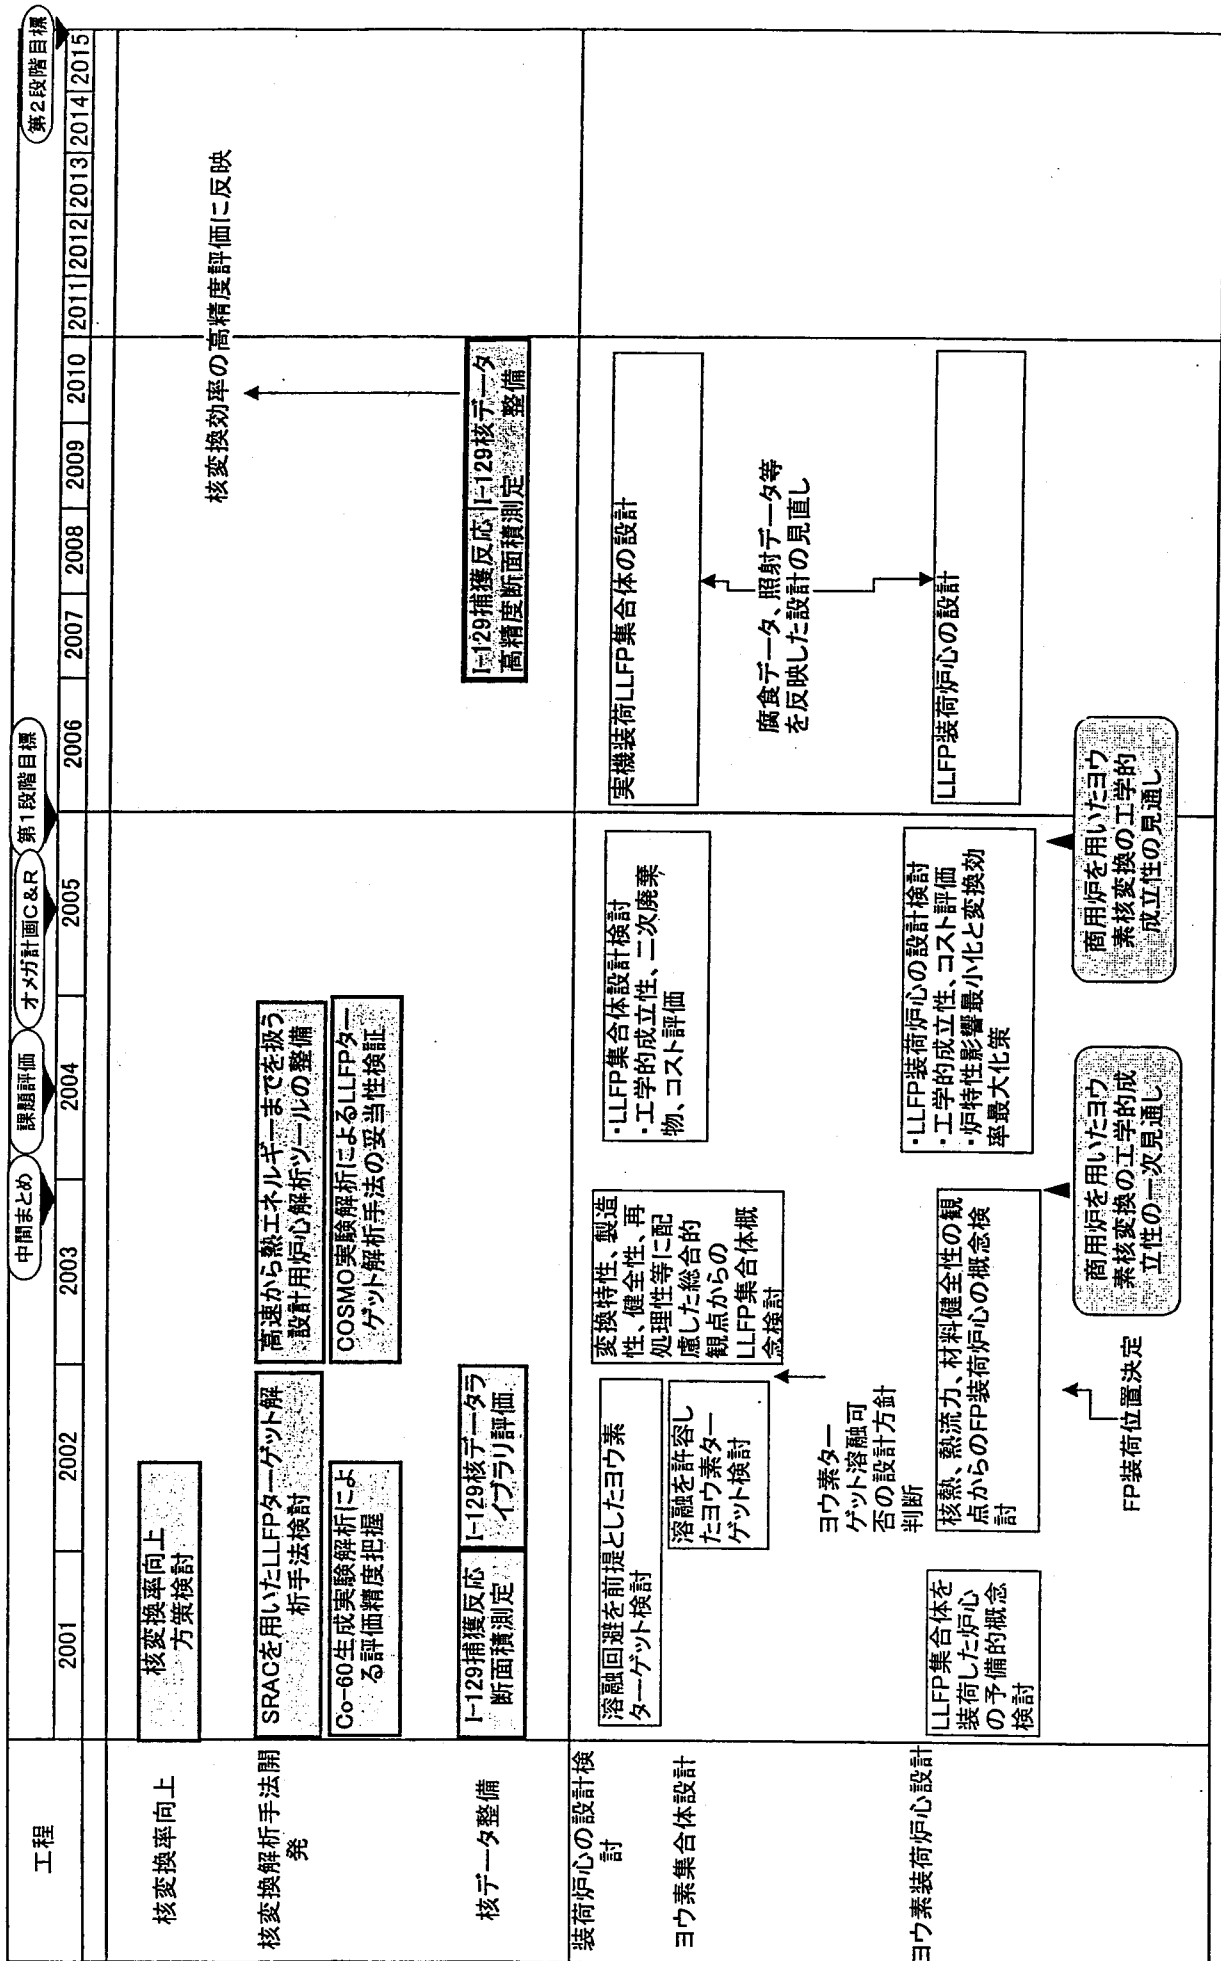 中間まとめ
課題評価
オメガ計画C&R
第1段階目標
第2段階目標
工程
2001
2002
2003
2004
2005
2006
2007
2008
2009
2010
2011
2012
2013
2014
2015
核変換率向上
核変換率向上
方策検討
核変換効率の高精度評価に反映
核変換解析手法開
発
SRACを用いたLLFPターゲット解
析手法検討
高速から熱エネルギーまでを扱う
設計用炉心解析ツールの整備
Co-60生成実験解析によ
る評価精度把握
COSMO実験解析によるLLFPター
ゲット解析手法の妥当性検証
核データ整備
I-129捕獲反応
断面積測定
I-129核データラ
イブラリ評価
I-129捕獲反応
高精度断面積測定
I-129核データ
整備
装荷炉心の設計検
討
ヨウ素集合体設計
溶融回避を前提としたヨウ素
ターゲット検討
溶融を許容し
たヨウ素ター
ゲット検討
変換特性、製造
性、健全性、再
処理性等に配
慮した総合的
観点からの
LLFP集合体概
念検討
・LLFP集合体設計検討
・工学的成立性、二次廃棄
物、コスト評価
実機装荷LLFP集合体の設計
ヨウ素ター
ゲット溶融可
否の設計方針
判断
腐食データ、照射データ等
を反映した設計の見直し
ヨウ素装荷炉心設計
LLFP集合体を
装荷した炉心
の予備的概念
検討
核熱、熱流力、材料健全性の観
点からのFP装荷炉心の概念検
討
・LLFP装荷炉心の設計検討
・工学的成立性、コスト評価
・炉特性影響最小化と変換効
率最大化策
LLFP装荷炉心の設計
FP装荷位置決定
商用炉を用いたヨウ
素核変換の工学的成
立性の一次見通し
商用炉を用いたヨウ
素核変換の工学的
成立性の見通し